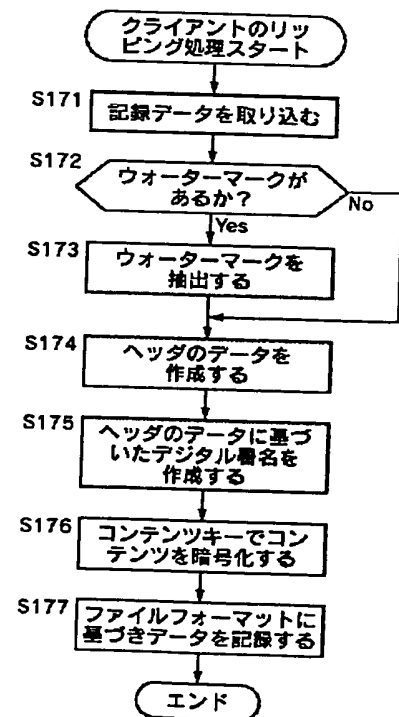 クライアントのリッ
ピング処理スタート
S171
記録データを取り込む
S172
ウォーターマークが
あるか?
No
Yes
S173
ウォーターマークを
抽出する
S174
ヘッダのデータを
作成する
S175
ヘッダのデータに基づ
いたデジタル署名を
作成する
S176
コンテンツキーでコン
テンツを暗号化する
S177
ファイルフォーマットに
基づきデータを記録する
エンド